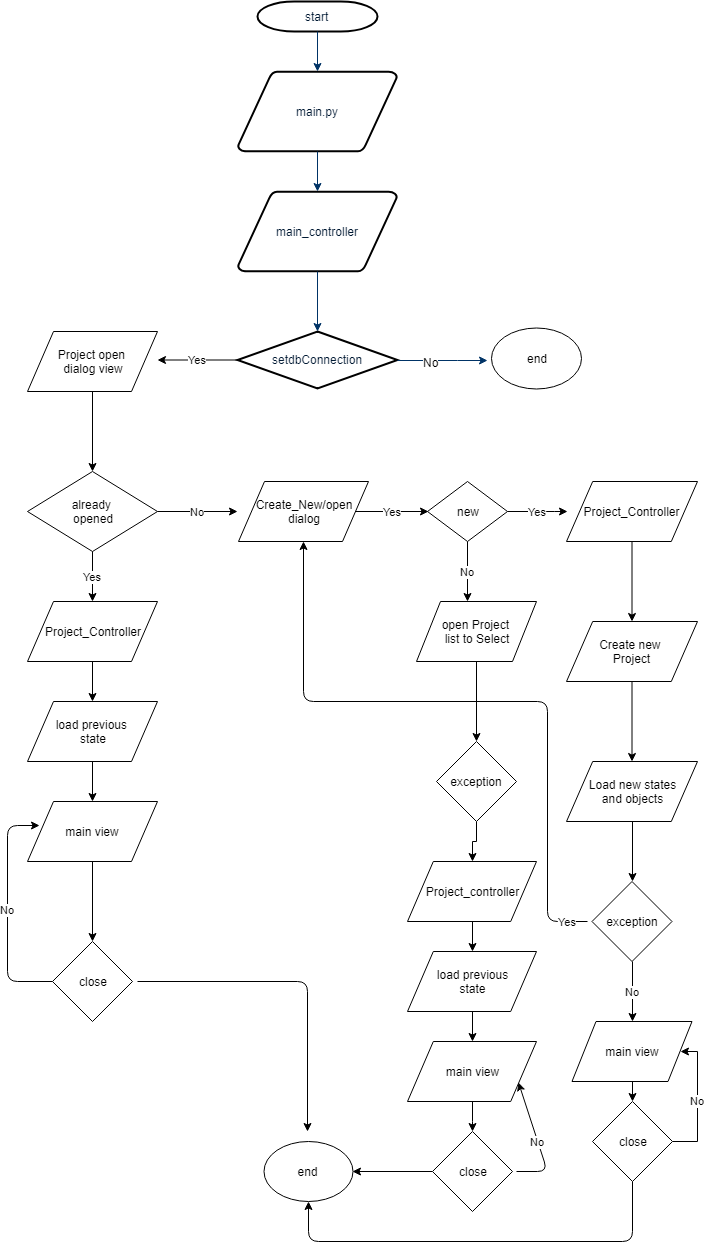 start
main.py
main_controller
setdbConnection
Yes
No
end
Project open
dialog view
already
opened
No
Create_New/open
dialog
Yes
new
Yes
Project_Controller
Yes
No
Project_Controller
open Project
list to Select
Create new
Project
load previous
state
exception
Load new states
and objects
main view
Project_controller
No
Yes
exception
close
load previous
state
No
main view
main view
No
No
end
close
close